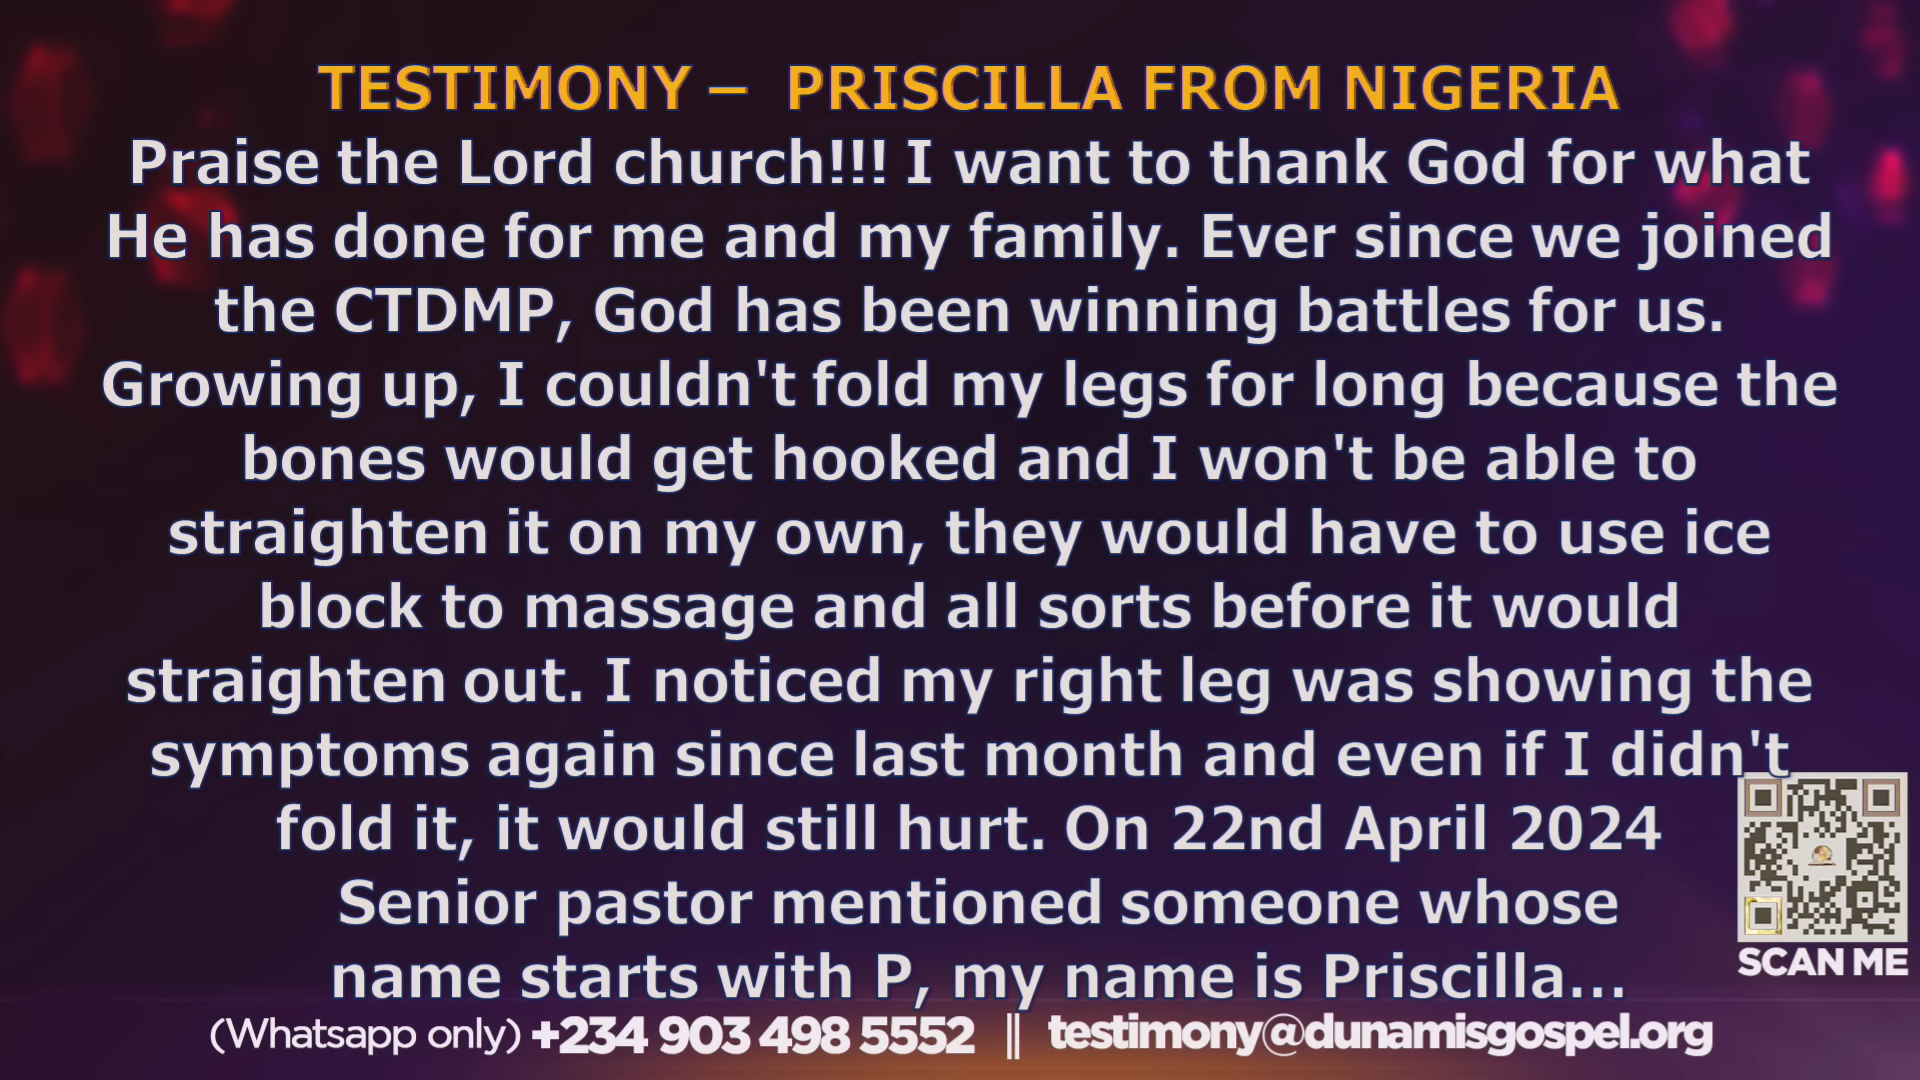 TESTIMONY – PRISCILLA FROM NIGERIA
Praise the Lord church!!! I want to thank God for what
He has done for me and my family. Ever since we joined
the CTDMP, God has been winning battles for us.
Growing up, I couldn't fold my legs for long because the
bones would get hooked and I won't be able to
straighten it on my own, they would have to use ice
block to massage and all sorts before it would
straighten out. I noticed my right leg was showing the
symptoms again since last month and even if I didn't
fold it, it would still hurt. On 22nd April 2024
Senior pastor mentioned someone whose
name starts with P, my name is Priscilla...
SCAN ME
(Whatsapp only) +234 903 498 5552 || testimony@dunamisgospel.org